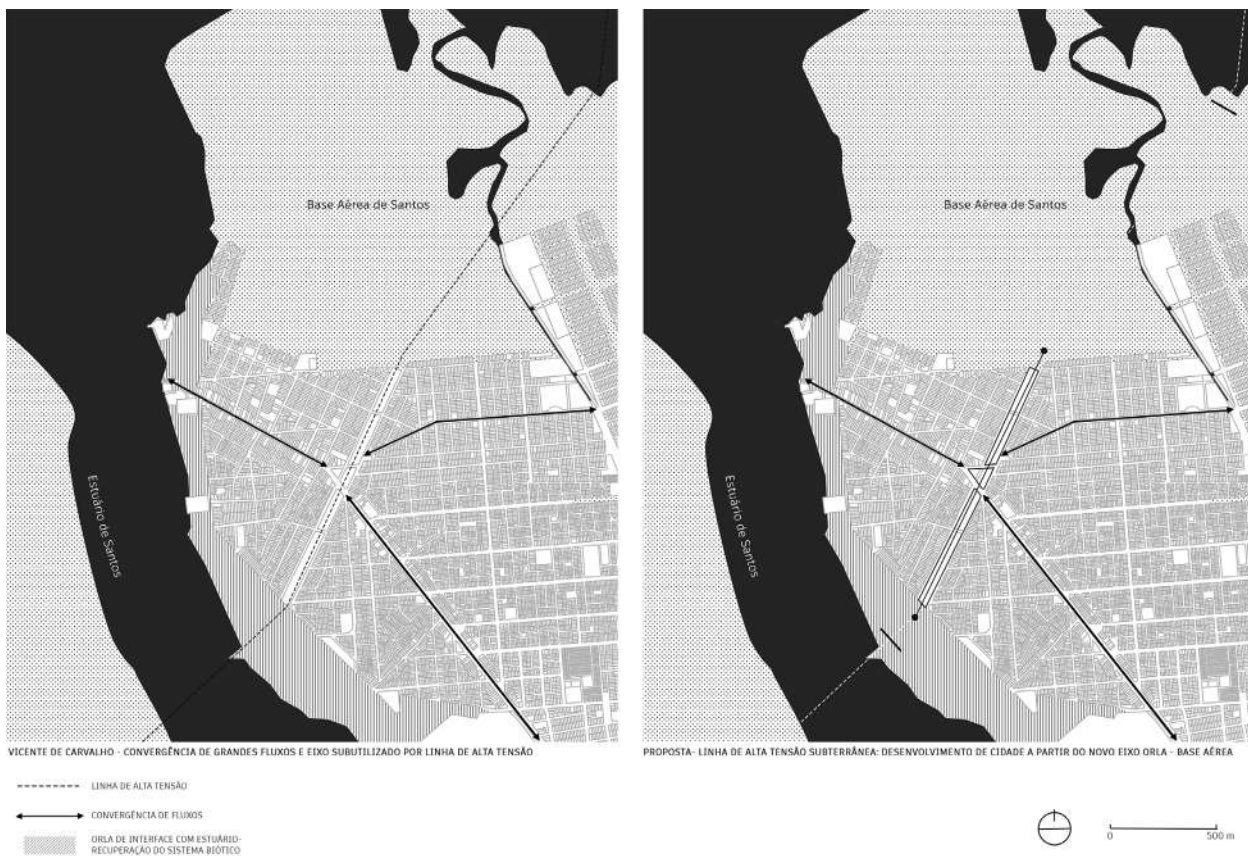 Base Aérea de Santos
Estuário de Santos
VICENTE DE CARVALHO - CONVERGÊNCIA DE GRANDES FLUXOS E EIXO SUBUTILIZADO POR LINHA DE ALTA TENSÃO
Base Aérea de Santos
Estuário de Santos
PROPOSTA- LINHA DE ALTA TENSÃO SUBTERRÂNEA: DESENVOLVIMENTO DE CIDADE A PARTIR DO NOVO EIXO ORLA - BASE AÉREA
LINHA DE ALTA TENSÃO
CONVERGÊNCIA DE FLUXOS
ORLA DE INTERFACE COM ESTUÁRIO-
RECUPERAÇÃO DO SISTEMA BIÓTICO
0 500 m